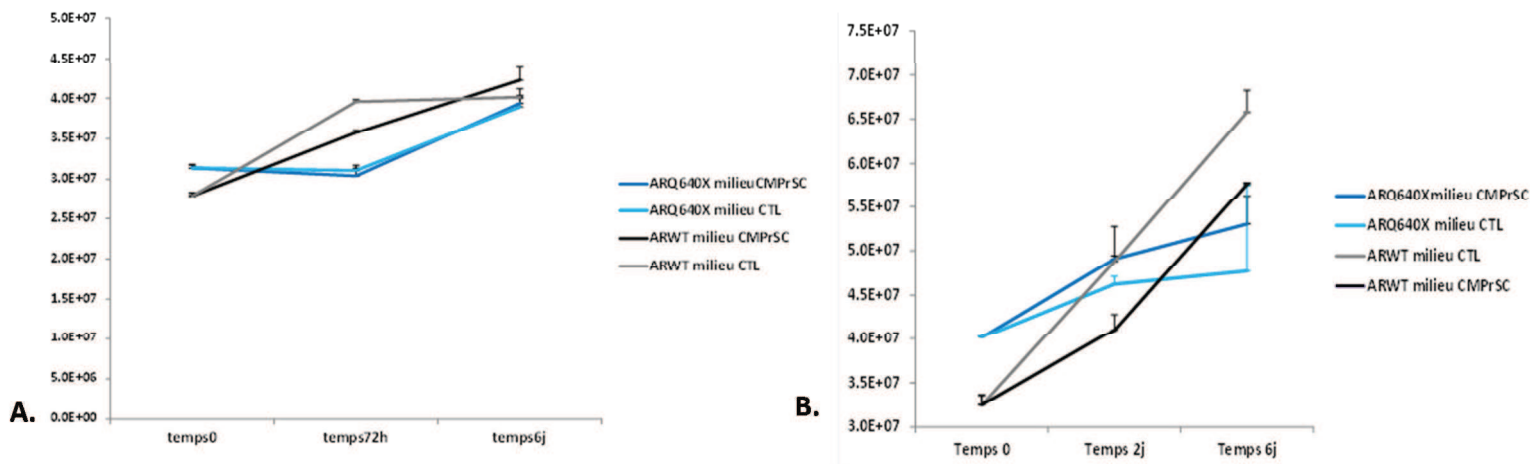 5.0E+07
4.5E+07
4.0E+07
3.5E+07
3.0E+07
2.5E+07
2.0E+07
1.5E+07
1.0E+07
5.0E+06
0.0E+00
temps0
temps72h
temps6j
ARQ640X milieuCMPrSC
ARQ640X milieu CTL
ARWT milieu CMPrSC
ARWT milieu CTL
A.
7.5E+07
7.0E+07
6.5E+07
6.0E+07
5.5E+07
5.0E+07
4.5E+07
4.0E+07
3.5E+07
3.0E+07
Temps 0
Temps 2j
Temps 6j
ARQ640Xmilieu CMPrSC
ARQ640X milieu CTL
ARWT milieu CTL
ARWT milieu CMPrSC
B.